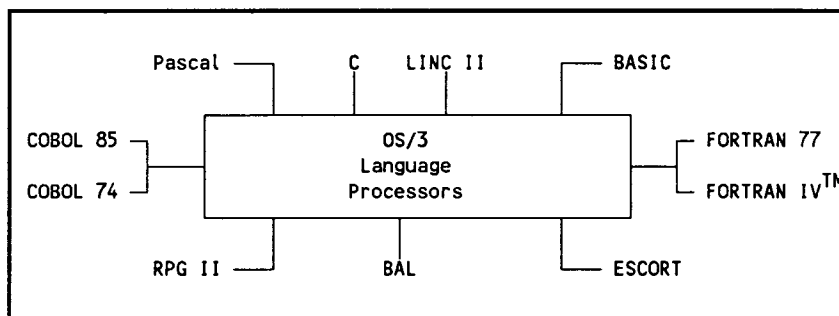 Pascal C LINC II BASIC
COBOL 85 OS/3 FORTRAN 77
Language
COBOL 74 Processors FORTRAN IV™
RPG II BAL ESCORT